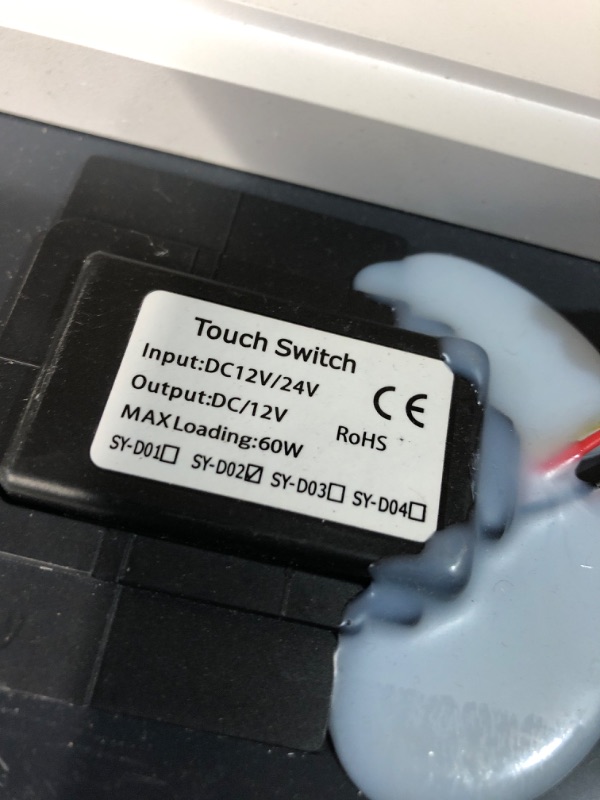 Touch Switch
Input:DC12V/24V
Output:DC/12V
MAX Loading:60W
CE
RoHS
SY-D01☐ SY-D02☑ SY-D03☐ SY-D04☐